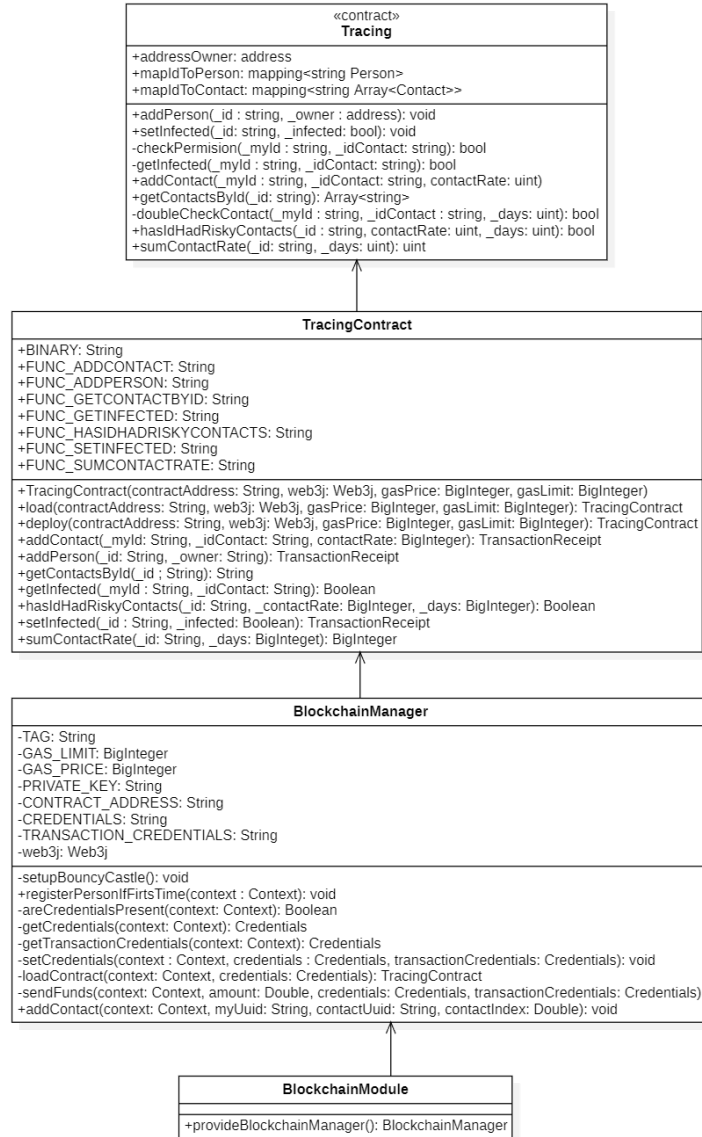 «contract»
Tracing
+addressOwner: address
+mapIdToPerson: mapping<string Person>
+mapIdToContact: mapping<string Array<Contact>>
+addPerson(_id : string, _owner : address): void
+setInfected(_id: string, _infected: bool): void
-checkPermision(_myId : string, _idContact: string): bool
-getInfected(_myId : string, _idContact: string): bool
+addContact(_myId : string, _idContact: string, contactRate: uint)
+getContactsById(_id: string): Array<string>
-doubleCheckContact(_myId : string, _idContact : string, _days: uint): bool
+hasIdHadRiskyContacts(_id : string, contactRate: uint, _days: uint): bool
+sumContactRate(_id: string, _days: uint): uint
TracingContract
+BINARY: String
+FUNC_ADDCONTACT: String
+FUNC_ADDPERSON: String
+FUNC_GETCONTACTBYID: String
+FUNC_GETINFECTED: String
+FUNC_HASIDHADRISKYCONTACTS: String
+FUNC_SETINFECTED: String
+FUNC_SUMCONTACTRATE: String
+TracingContract(contractAddress: String, web3j: Web3j, gasPrice: BigInteger, gasLimit: BigInteger)
+load(contractAddress: String, web3j: Web3j, gasPrice: BigInteger, gasLimit: BigInteger): TracingContract
+deploy(contractAddress: String, web3j: Web3j, gasPrice: BigInteger, gasLimit: BigInteger): TracingContract
+addContact(_myId: String, _idContact: String, contactRate: BigInteger): TransactionReceipt
+addPerson(_id: String, _owner: String): TransactionReceipt
+getContactsById(_id ; String): String
+getInfected(_myId : String, _idContact: String): Boolean
+hasIdHadRiskyContacts(_id: String, _contactRate: BigInteger, _days: BigInteger): Boolean
+setInfected(_id : String, _infected: Boolean): TransactionReceipt
+sumContactRate(_id: String, _days: BigInteget): BigInteger
BlockchainManager
-TAG: String
-GAS_LIMIT: BigInteger
-GAS_PRICE: BigInteger
-PRIVATE_KEY: String
-CONTRACT_ADDRESS: String
-CREDENTIALS: String
-TRANSACTION_CREDENTIALS: String
-web3j: Web3j
-setupBouncyCastle(): void
+registerPersonIfFirtsTime(context : Context): void
-areCredentialsPresent(context: Context): Boolean
-getCredentials(context: Context): Credentials
-getTransactionCredentials(context: Context): Credentials
-setCredentials(context : Context, credentials : Credentials, transactionCredentials: Credentials): void
-loadContract(context: Context, credentials: Credentials): TracingContract
-sendFunds(context: Context, amount: Double, credentials: Credentials, transactionCredentials: Credentials)
+addContact(context: Context, myUuid: String, contactUuid: String, contactIndex: Double): void
BlockchainModule
+provideBlockchainManager(): BlockchainManager